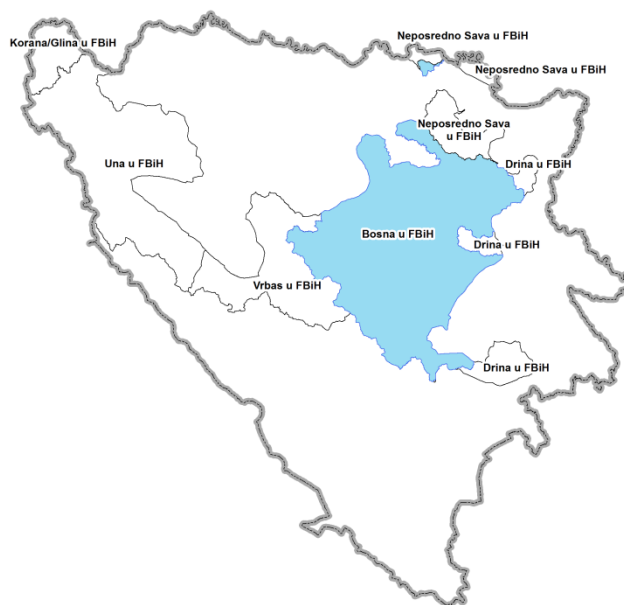 Neposredno Sava u FBiH
Korana/Glina u FBiH
Neposredno Sava u FBiH
Neposredno Sava
u FBiH
Una u FBiH
Drina u FBiH
Bosna u FBiH
Drina u FBiH
Vrbas u FBiH
Drina u FBiH